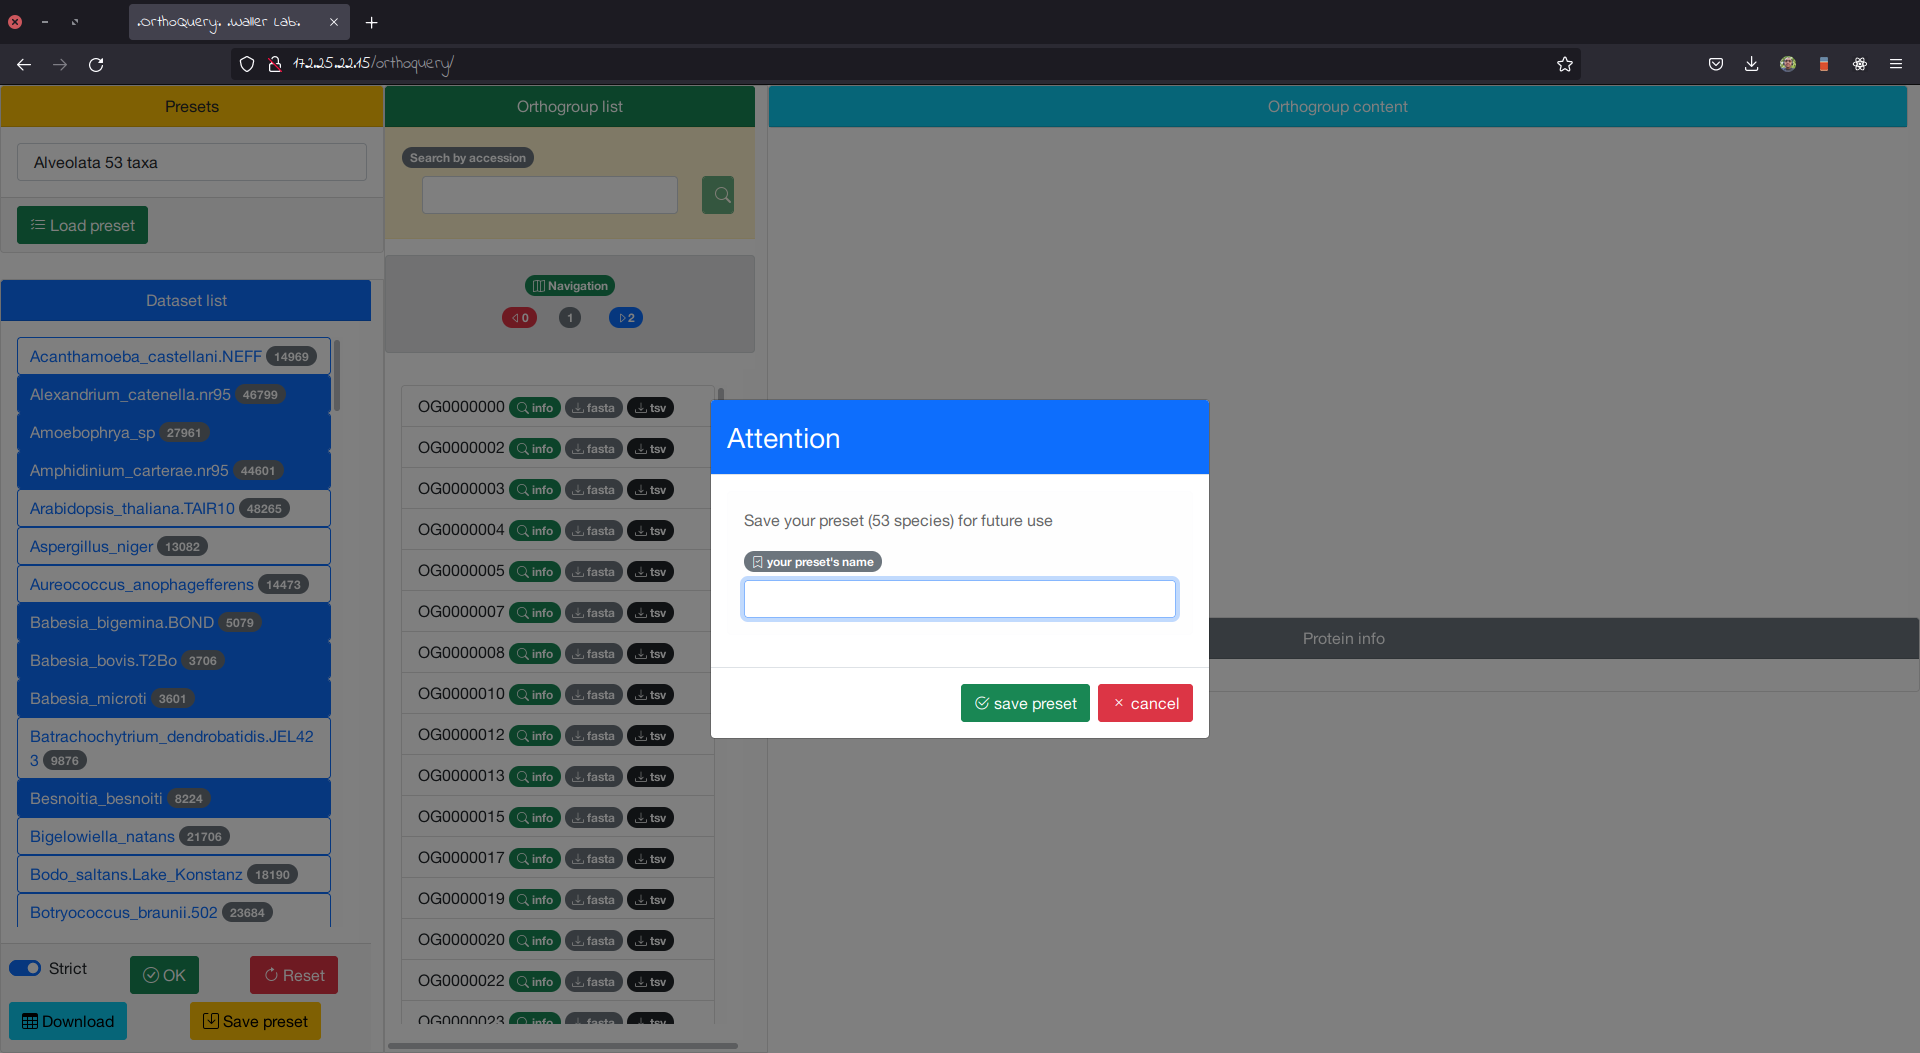 .OrthoQuery. .Waller Lab.
172.25.22.15/orthoquery/
Presets
Alveolata 53 taxa
Load preset
Dataset list
Acanthamoeba_castellani.NEFF 14969
Alexandrium_catenella.nr95 46799
Amoebophrya_sp 27961
Amphidinium_carterae.nr95 44601
Arabidopsis_thaliana.TAIR10 48265
Aspergillus_niger 13082
Aureococcus_anophagefferens 14473
Babesia_bigemina.BOND 5079
Babesia_bovis.T2Bo 3706
Babesia_microti 3601
Batrachochytrium_dendrobatidis.JEL42
3 9876
Besnoitia_besnoiti 8224
Bigelowiella_natans 21706
Bodo_saltans.Lake_Konstanz 18190
Botryococcus_braunii.502 23684
Strict
OK
Reset
Download
Save preset
Orthogroup list
Search by accession
Navigation
0 1 2
OG0000000 info fasta tsv
OG0000002 info fasta tsv
OG0000003 info fasta tsv
OG0000004 info fasta tsv
OG0000005 info fasta tsv
OG0000007 info fasta tsv
OG0000008 info fasta tsv
OG0000010 info fasta tsv
OG0000012 info fasta tsv
OG0000013 info fasta tsv
OG0000015 info fasta tsv
OG0000017 info fasta tsv
OG0000019 info fasta tsv
OG0000020 info fasta tsv
OG0000022 info fasta tsv
OG0000023 info fasta tsv
Orthogroup content
Attention
Save your preset (53 species) for future use
your preset's name
save preset
cancel
Protein info